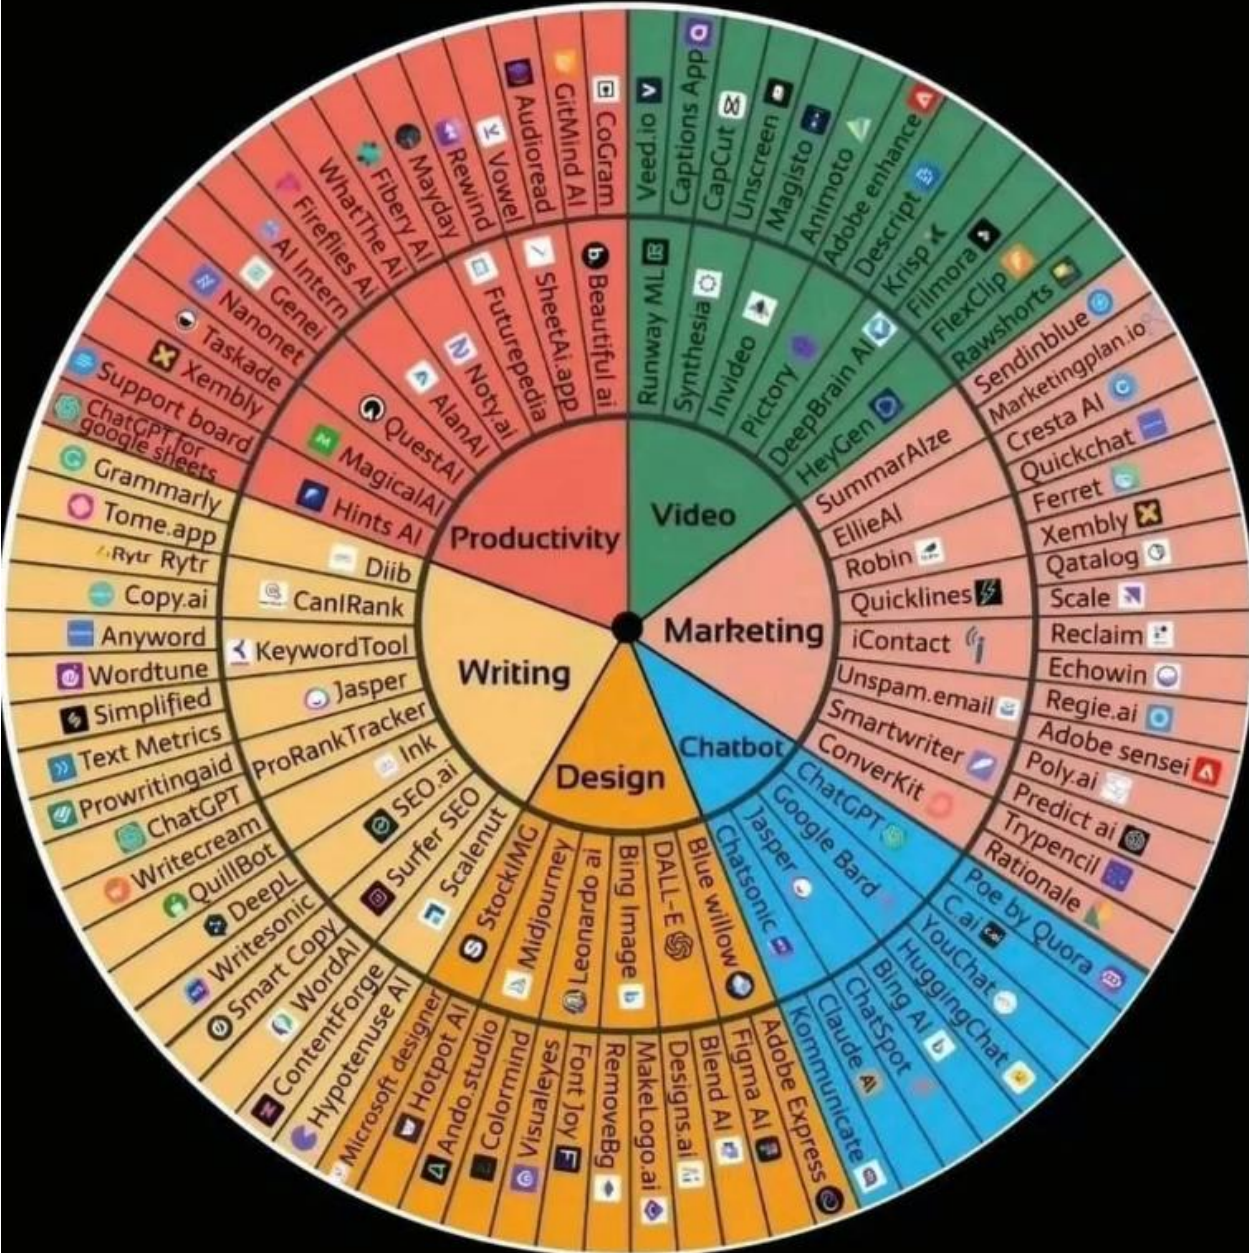 Productivity
Video
Marketing
Chatbot
Design
Writing
Runway ML
Synthesia
Invideo
Pictory
DeepBrain AI
HeyGen
Veed.io
Captions App
CapCut
Unscreen
Magisto
Animoto
Adobe enhance
Descript
Krisp
Filmora
FlexClip
Rawshorts
SummarAIze
EllieAI
Robin
Quicklines
iContact
Unspam.email
Smartwriter
ConverKit
Sendinblue
Marketingplan.io
Cresta AI
Quickchat
Ferret
Xembly
Qatalog
Scale
Reclaim
Echowin
Regie.ai
Adobe sensei
Poly.ai
Predict ai
Trypencil
Rationale
ChatGPT
Google Bard
Jasper
Chatsonic
Poe by Quora
C.ai
YouChat
HuggingChat
Bing AI
ChatSpot
Claude
Kommunicate
Blue willow
DALL-E
Bing Image
Leonardo ai
Midjourney
StockIMG
Adobe Express
Figma AI
Blend AI
Designs.ai
MakeLogo.ai
RemoveBg
Font Joy
Visualeyes
Colormind
Ando.studio
Hotpot AI
Microsoft designer
Scalenut
Surfer SEO
SEO.ai
Ink
ProRankTracker
Jasper
KeywordTool
CanIRank
Diib
Hypotenuse AI
ContentForge
WordAI
Smart Copy
Writesonic
DeepL
QuillBot
Writecream
ChatGPT
Prowritingaid
Text Metrics
Simplified
Wordtune
Anyword
Copy.ai
Rytr Rytr
Tome.app
Grammarly
Hints AI
MagicalAI
QuestAI
AlanAI
Noty.ai
Futurepedia
SheetAi.app
Beautiful ai
ChatCPT for
google sheets
Support board
Xembly
Taskade
Nanonet
Genei
AI Intern
Fireflies Ai
WhatThe Ai
Fibery AI
Mayday
Rewind
Vowel
Audioread
GitMind AI
CoGram